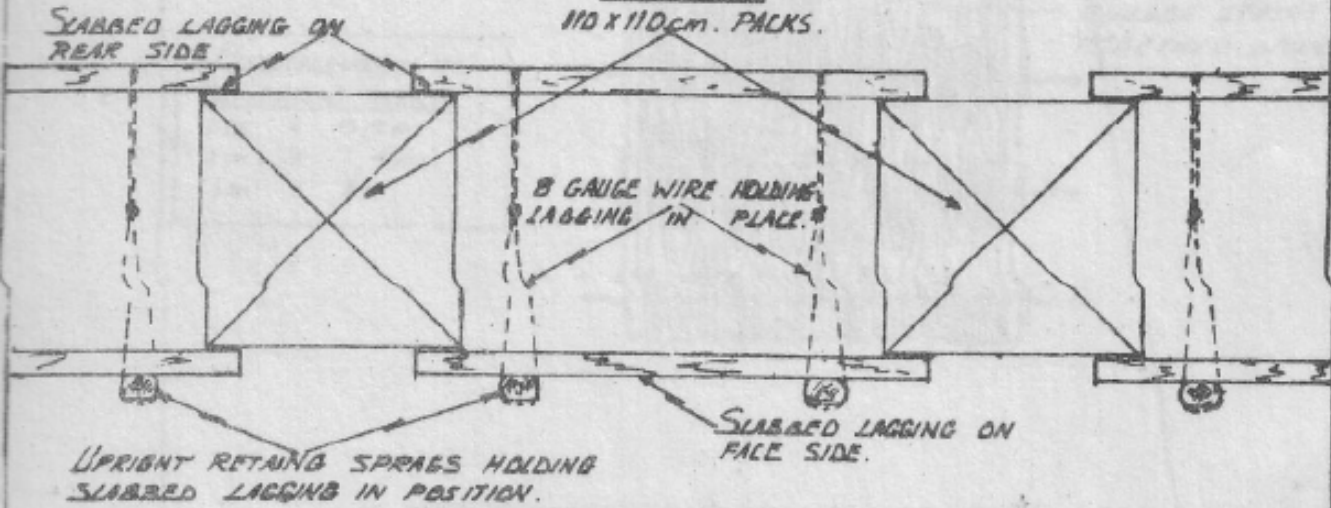 SLABBED LAGGING ON
REAR SIDE.
110 X 110cm. PACKS.
8 GAUGE WIRE HOLDING
LAGGING IN PLACE.
SLABBED LAGGING ON
FACE SIDE.
UPRIGHT RETAING SPRAGS HOLDING
SLABBED LAGGING IN POSITION.